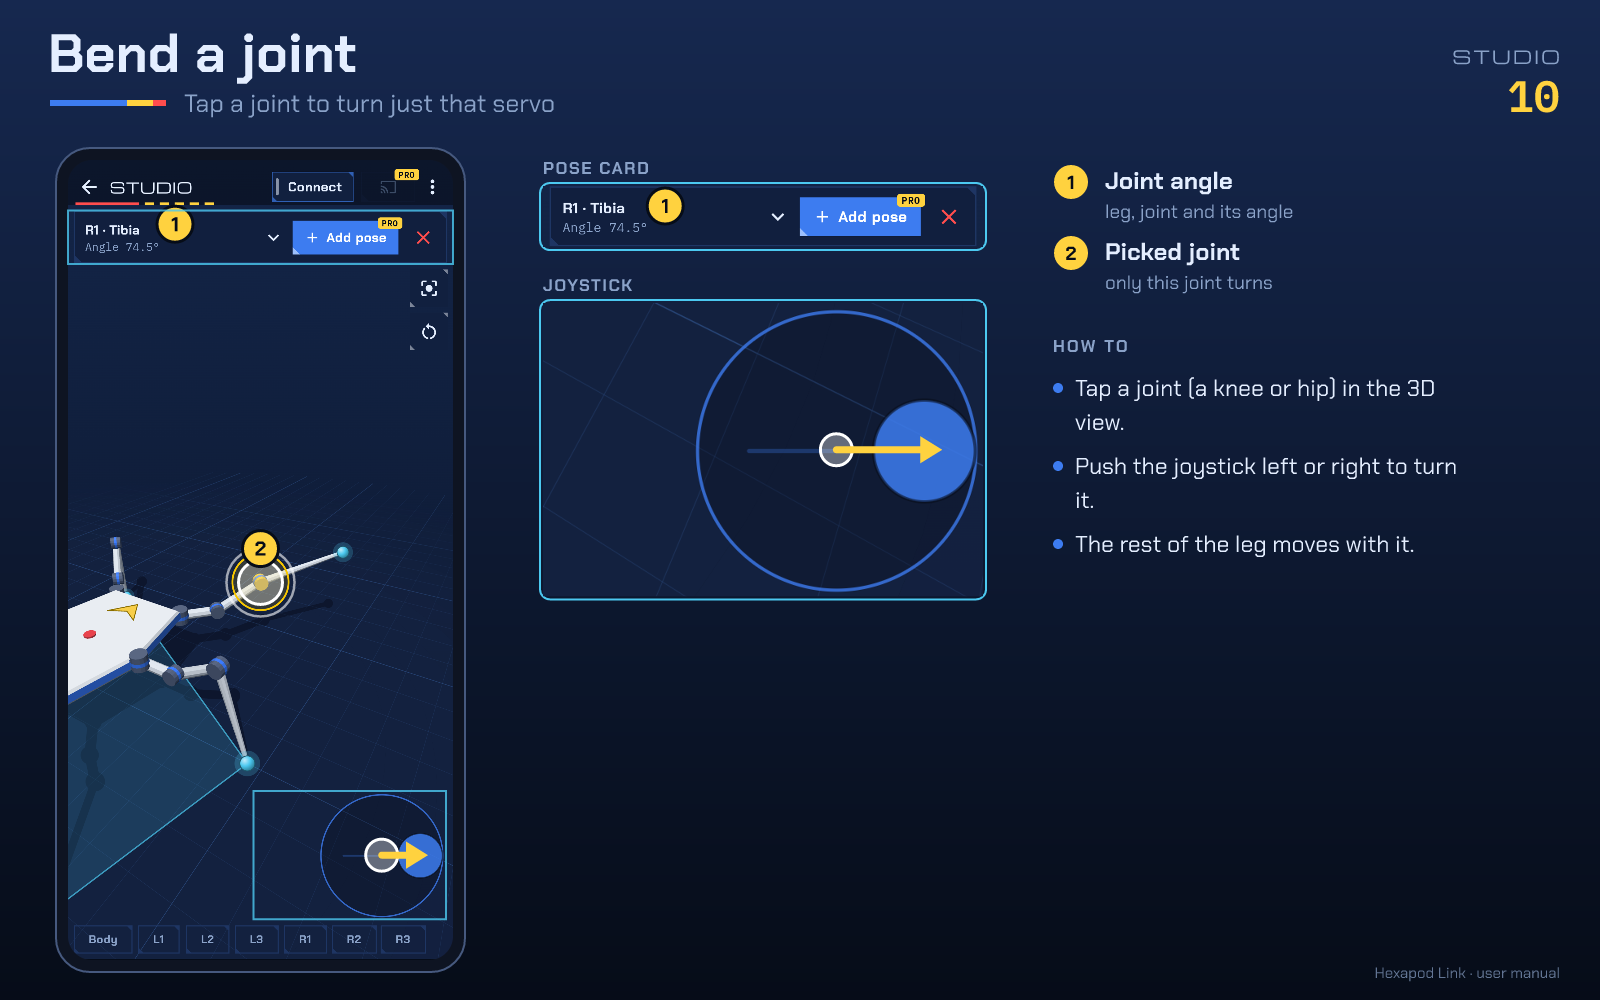 Bend a joint
Tap a joint to turn just that servo
STUDIO
10
STUDIO
Connect
PRO
R1 · Tibia
Angle 74.5°
1
+ Add pose
PRO
2
Body
L1
L2
L3
R1
R2
R3
POSE CARD
R1 · Tibia
Angle 74.5°
1
+ Add pose
PRO
JOYSTICK
1
Joint angle
leg, joint and its angle
2
Picked joint
only this joint turns
HOW TO
Tap a joint (a knee or hip) in the 3D
view.
Push the joystick left or right to turn
it.
The rest of the leg moves with it.
Hexapod Link · user manual